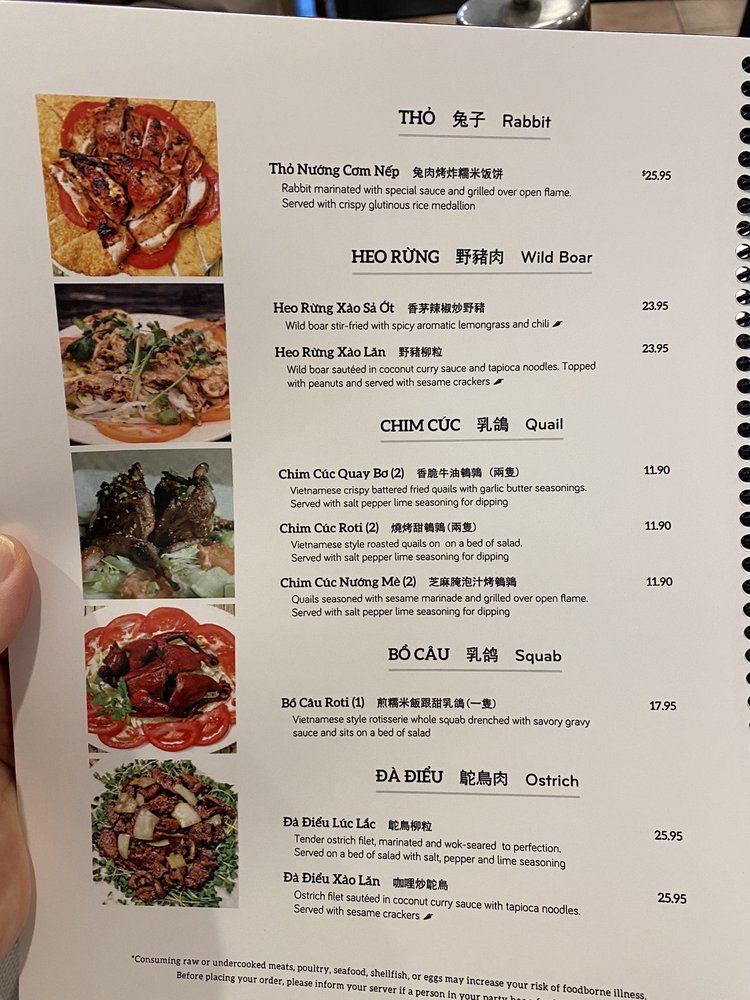 THỎ 兔子 Rabbit
Thỏ Nướng Cơm Nếp 兔肉烤炸糯米饭饼 $25.95
Rabbit marinated with special sauce and grilled over open flame.
Served with crispy glutinous rice medallion
HEO RỪNG 野豬肉 Wild Boar
Heo Rừng Xào Sả Ớt 香茅辣椒炒野豬 23.95
Wild boar stir-fried with spicy aromatic lemongrass and chili
Heo Rừng Xào Lăn 野豬柳粒 23.95
Wild boar sautéed in coconut curry sauce and tapioca noodles. Topped
with peanuts and served with sesame crackers
CHIM CÚC 乳鴿 Quail
Chim Cúc Quay Bơ (2) 香脆牛油鵪鶉 (兩隻) 11.90
Vietnamese crispy battered fried quails with garlic butter seasonings.
Served with salt pepper lime seasoning for dipping
Chim Cúc Roti (2) 燒烤甜鵪鶉 (兩隻) 11.90
Vietnamese style roasted quails on on a bed of salad.
Served with salt pepper lime seasoning for dipping
Chim Cúc Nướng Mè (2) 芝麻腌泡汁烤鵪鶉 11.90
Quails seasoned with sesame marinade and grilled over open flame.
Served with salt pepper lime seasoning for dipping
BỒ CÂU 乳鴿 Squab
Bồ Câu Roti (1) 煎糯米飯跟甜乳鴿 (一隻) 17.95
Vietnamese style rotisserie whole squab drenched with savory gravy
sauce and sits on a bed of salad
ĐÀ ĐIỂU 鴕鳥肉 Ostrich
Đà Điểu Lúc Lắc 鴕鳥柳粒 25.95
Tender ostrich filet, marinated and wok-seared to perfection.
Served on a bed of salad with salt, pepper and lime seasoning
Đà Điểu Xào Lăn 咖哩炒鴕鳥 25.95
Ostrich filet sautéed in coconut curry sauce with tapioca noodles.
Served with sesame crackers
*Consuming raw or undercooked meats, poultry, seafood, shellfish, or eggs may increase your risk of foodborne illness.
Before placing your order, please inform your server if a person in your party has